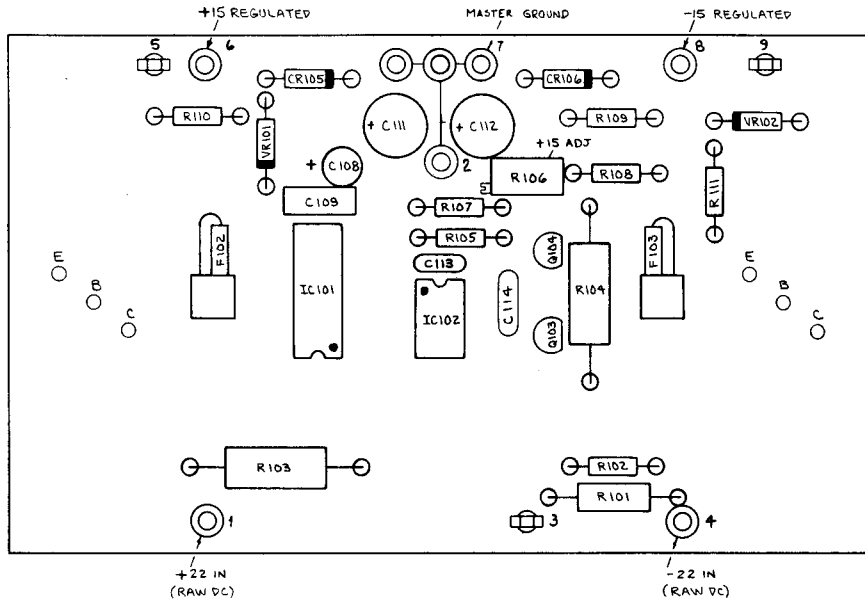 +15 REGULATED
MASTER GROUND
-15 REGULATED
5
6
7
8
9
CR105
CR106
R110
VR101
+ C111
+ C112
R109
VR102
+15 ADJ
+ C108
2
R106
R108
R111
C109
R107
R105
F102
Q104
F103
C113
E
B
C
IC101
IC102
C114
R104
Q103
E
B
C
R103
R102
R101
1
3
4
+22 IN
(RAW DC)
-22 IN
(RAW DC)